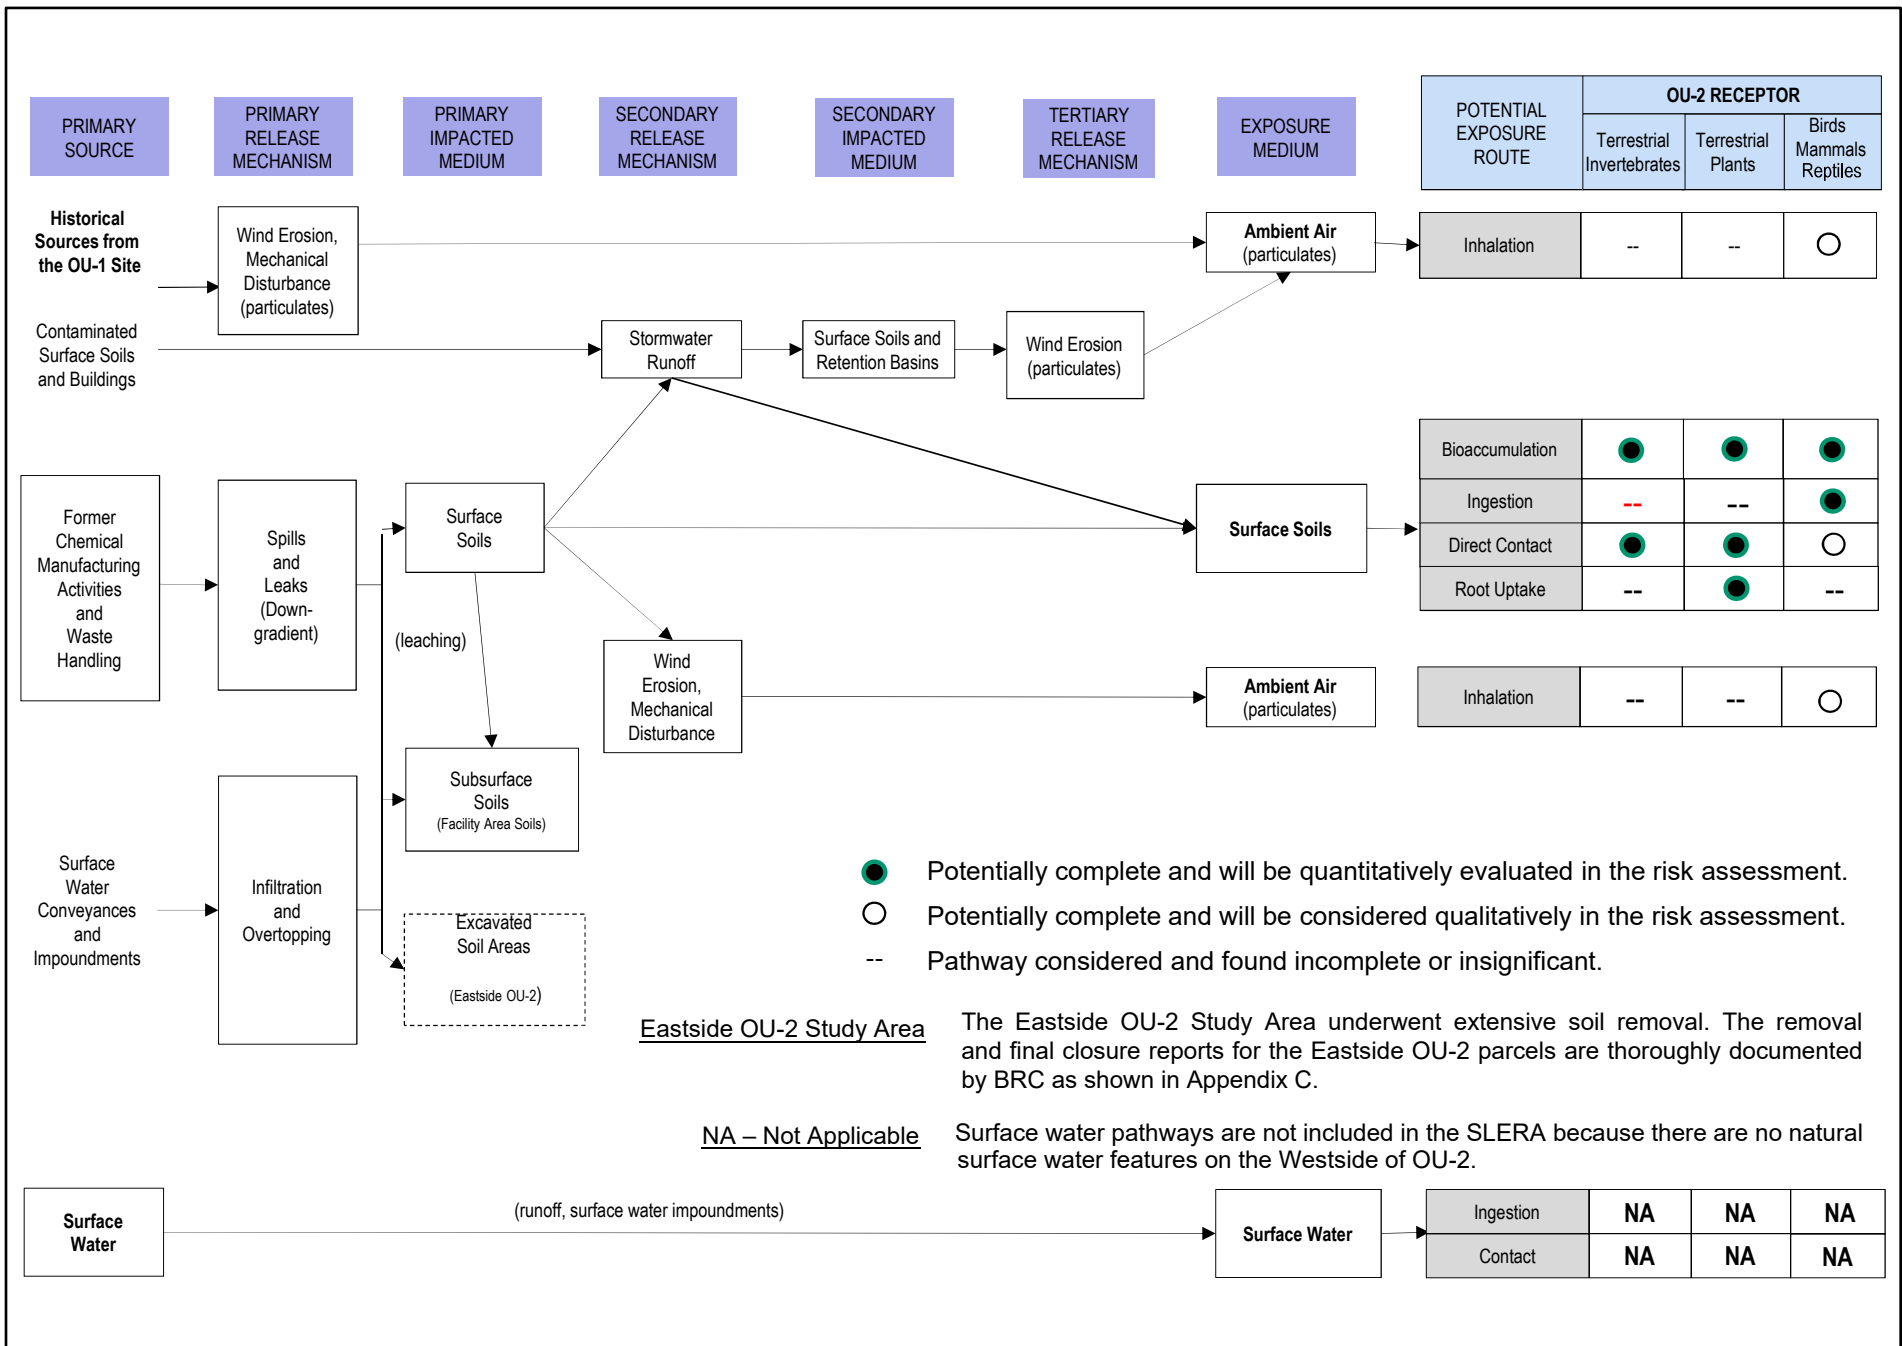 PRIMARY
SOURCE
PRIMARY
RELEASE
MECHANISM
PRIMARY
IMPACTED
MEDIUM
SECONDARY
RELEASE
MECHANISM
SECONDARY
IMPACTED
MEDIUM
TERTIARY
RELEASE
MECHANISM
EXPOSURE
MEDIUM
POTENTIAL
EXPOSURE
ROUTE
OU-2 RECEPTOR
Terrestrial
Invertebrates
Terrestrial
Plants
Birds
Mammals
Reptiles
Historical
Sources from
the OU-1 Site
Wind Erosion,
Mechanical
Disturbance
(particulates)
Ambient Air
(particulates)
Inhalation
--
--
Contaminated
Surface Soils
and Buildings
Stormwater
Runoff
Surface Soils and
Retention Basins
Wind Erosion
(particulates)
Former
Chemical
Manufacturing
Activities
and
Waste
Handling
Spills
and
Leaks
(Down-
gradient)
Surface
Soils
(leaching)
Surface Soils
Bioaccumulation
Ingestion
--
--
Direct Contact
Root Uptake
--
--
Wind
Erosion,
Mechanical
Disturbance
Ambient Air
(particulates)
Inhalation
--
--
Subsurface
Soils
(Facility Area Soils)
Surface
Water
Conveyances
and
Impoundments
Infiltration
and
Overtopping
Excavated
Soil Areas
(Eastside OU-2)
Potentially complete and will be quantitatively evaluated in the risk assessment.
Potentially complete and will be considered qualitatively in the risk assessment.
-- Pathway considered and found incomplete or insignificant.
Eastside OU-2 Study Area
The Eastside OU-2 Study Area underwent extensive soil removal. The removal
and final closure reports for the Eastside OU-2 parcels are thoroughly documented
by BRC as shown in Appendix C.
NA – Not Applicable
Surface water pathways are not included in the SLERA because there are no natural
surface water features on the Westside of OU-2.
Surface
Water
(runoff, surface water impoundments)
Surface Water
Ingestion
NA
NA
NA
Contact
NA
NA
NA